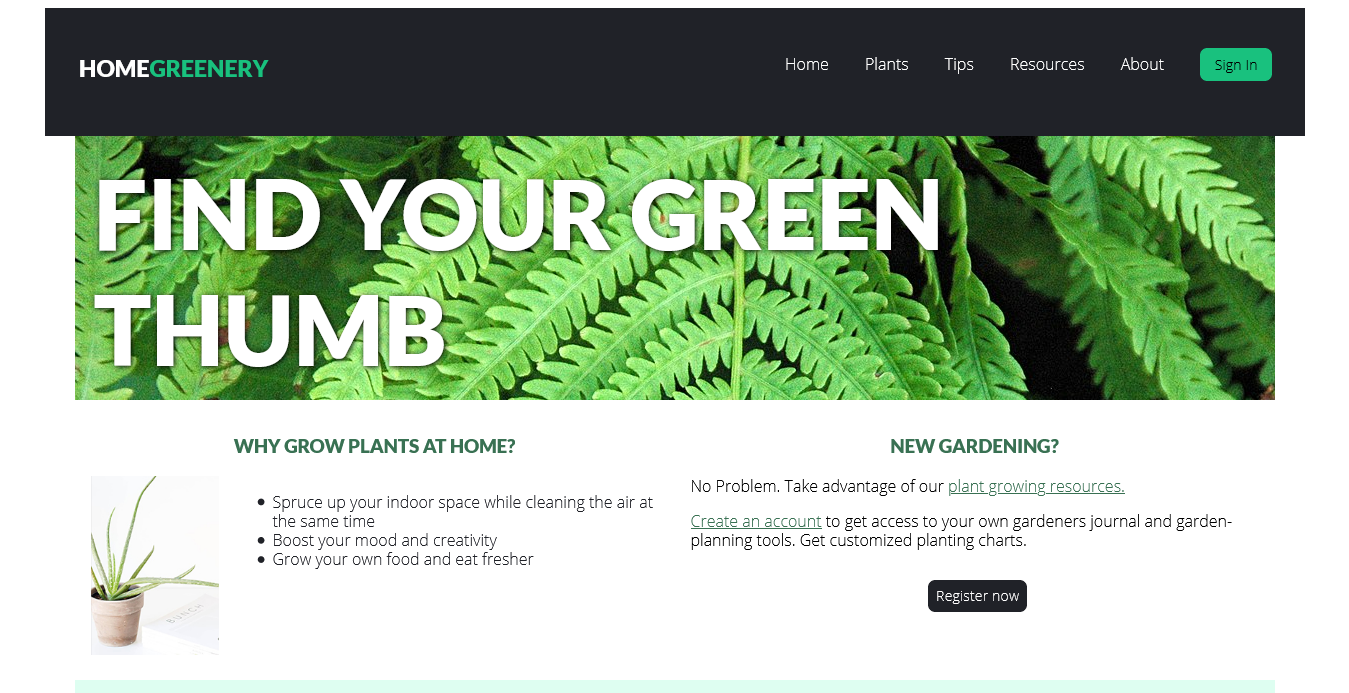 HOMEGREENERY
Home Plants Tips Resources About Sign In
FIND YOUR GREEN
THUMB
WHY GROW PLANTS AT HOME?
Spruce up your indoor space while cleaning the air at
the same time
Boost your mood and creativity
Grow your own food and eat fresher
BUNCH
NEW GARDENING?
No Problem. Take advantage of our plant growing resources.
Create an account to get access to your own gardeners journal and garden-
planning tools. Get customized planting charts.
Register now